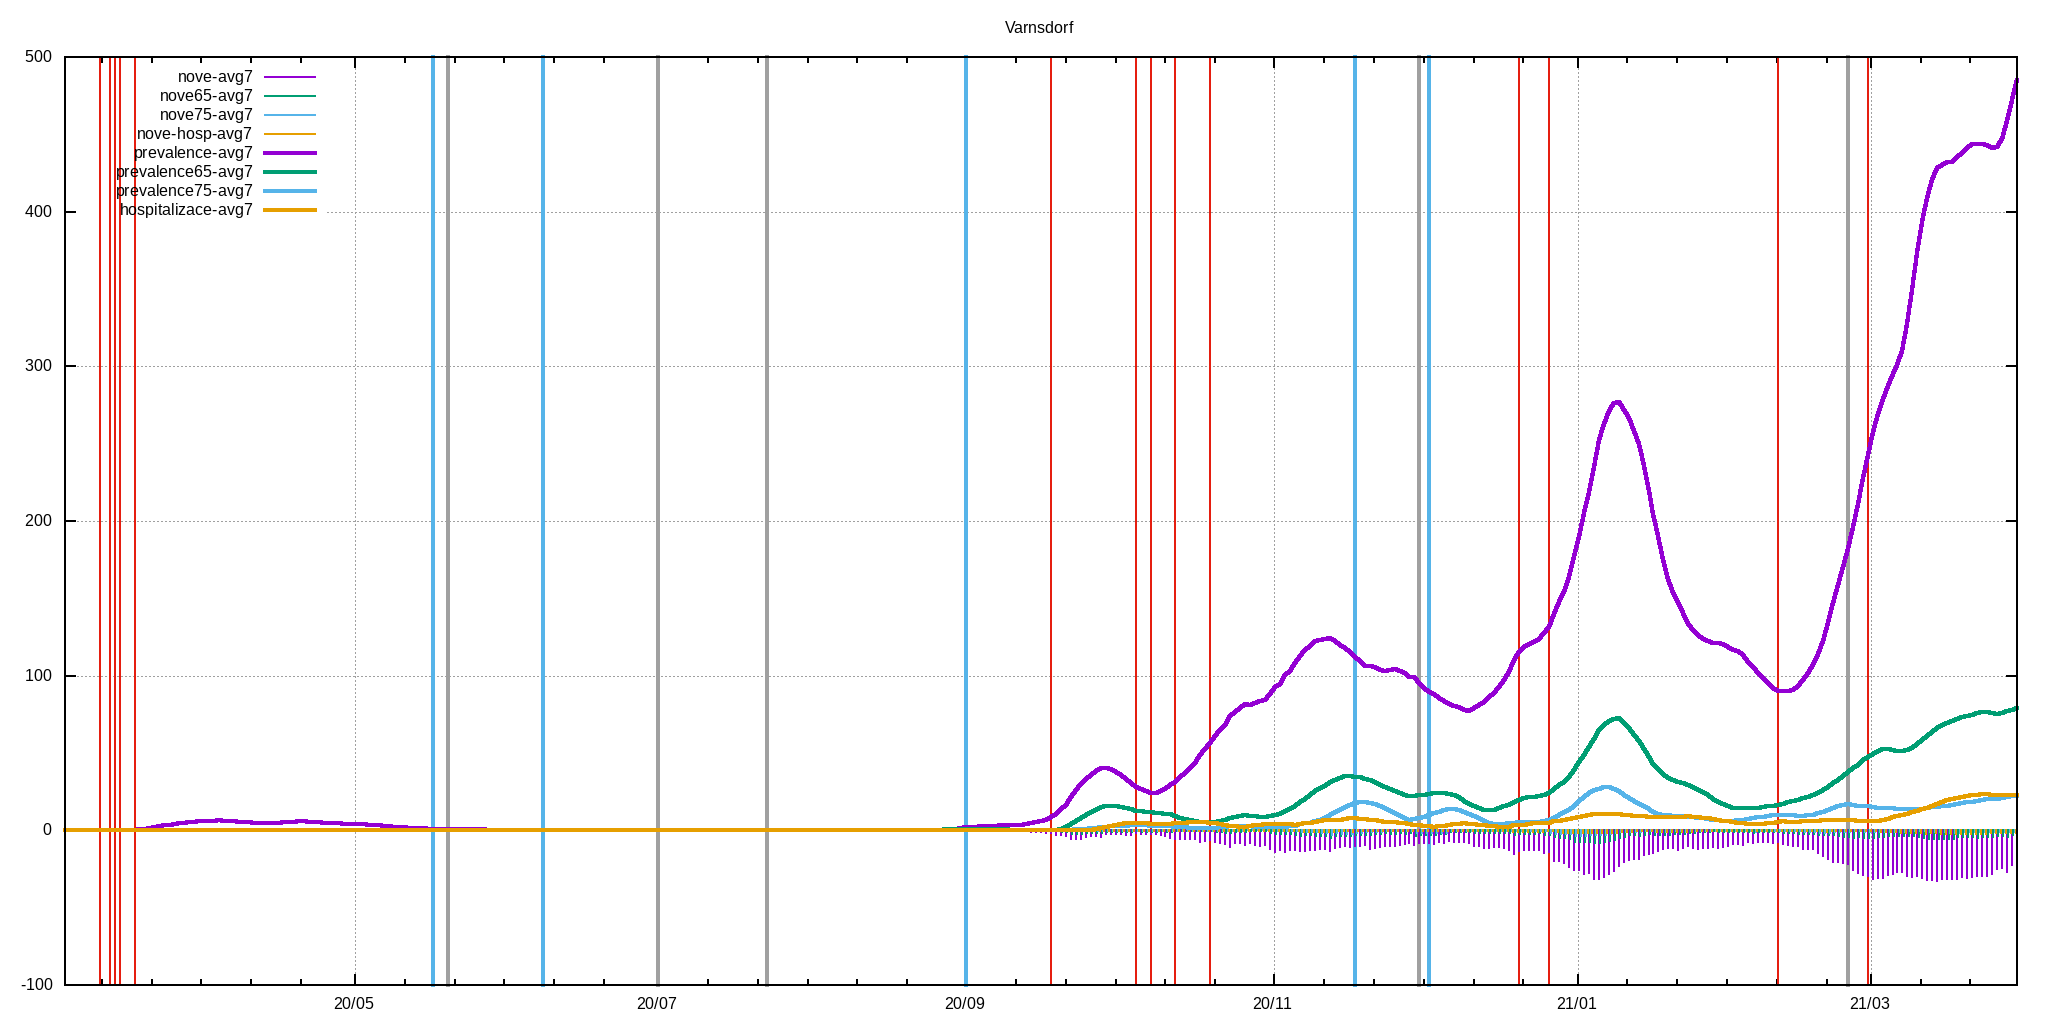 Varnsdorf
500
400
300
200
100
0
-100
nove-avg7
nove65-avg7
nove75-avg7
nove-hosp-avg7
prevalence-avg7
prevalence65-avg7
prevalence75-avg7
hospitalizace-avg7
20/05 20/07 20/09 20/11 21/01 21/03